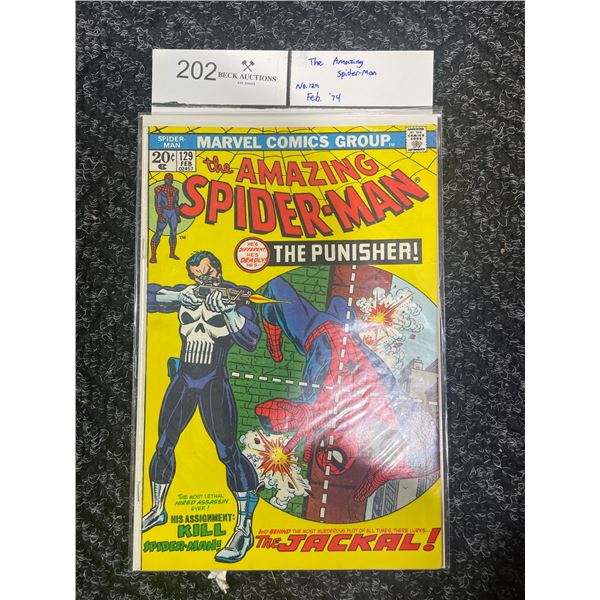 202
BECK AUCTIONS
The Amazing
Spider-Man
No. 129
Feb. '74
SPIDER
MAN
MARVEL COMICS GROUP
20¢
129
FEB
02457
the AMAZING
SPIDER-MAN®
HE'S
DIFFERENT!
HE'S
DEADLY!
HE'S...
THE PUNISHER!
THE MOST LETHAL
HIRED ASSASSIN
EVER!
HIS ASSIGNMENT:
KILL
SPIDER-MAN!
AND BEHIND THE MOST MURDEROUS PLOT OF ALL TIMES, THERE LURKS...
THE JACKAL!